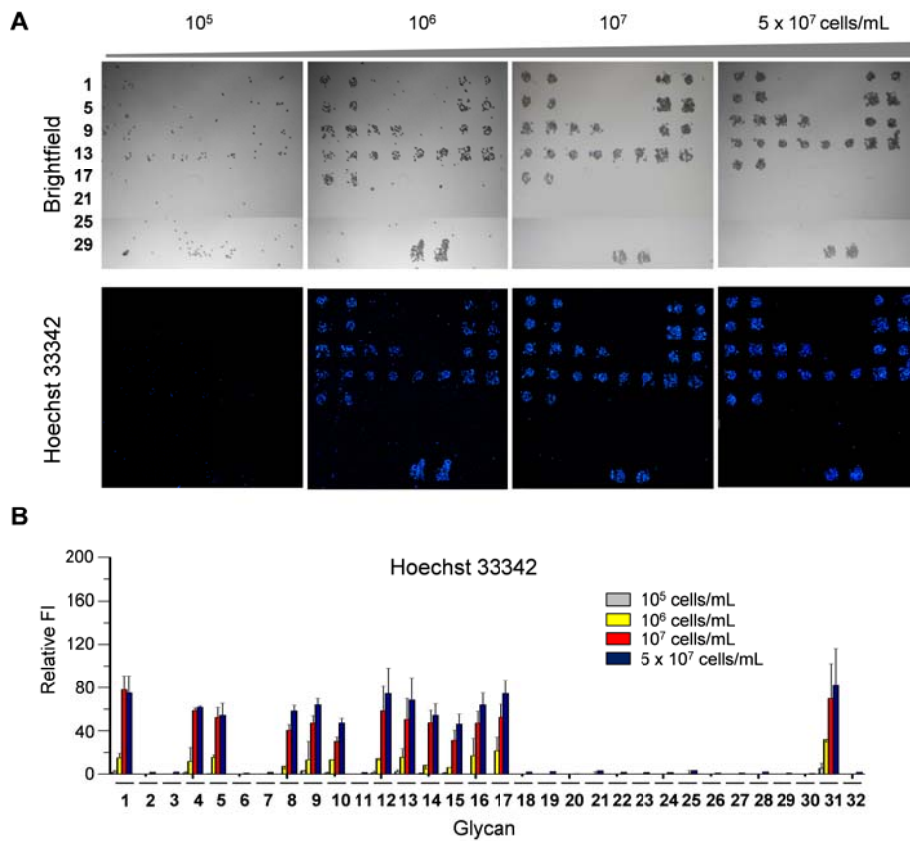 A
10⁵ 10⁶ 10⁷ 5 x 10⁷ cells/mL
Brightfield
1
5
9
13
17
21
25
29
Hoechst 33342
B
Hoechst 33342
200
160
120
80
40
0
Relative FI
10⁵ cells/mL
10⁶ cells/mL
10⁷ cells/mL
5 x 10⁷ cells/mL
1 2 3 4 5 6 7 8 9 10 11 12 13 14 15 16 17 18 19 20 21 22 23 24 25 26 27 28 29 30 31 32
Glycan